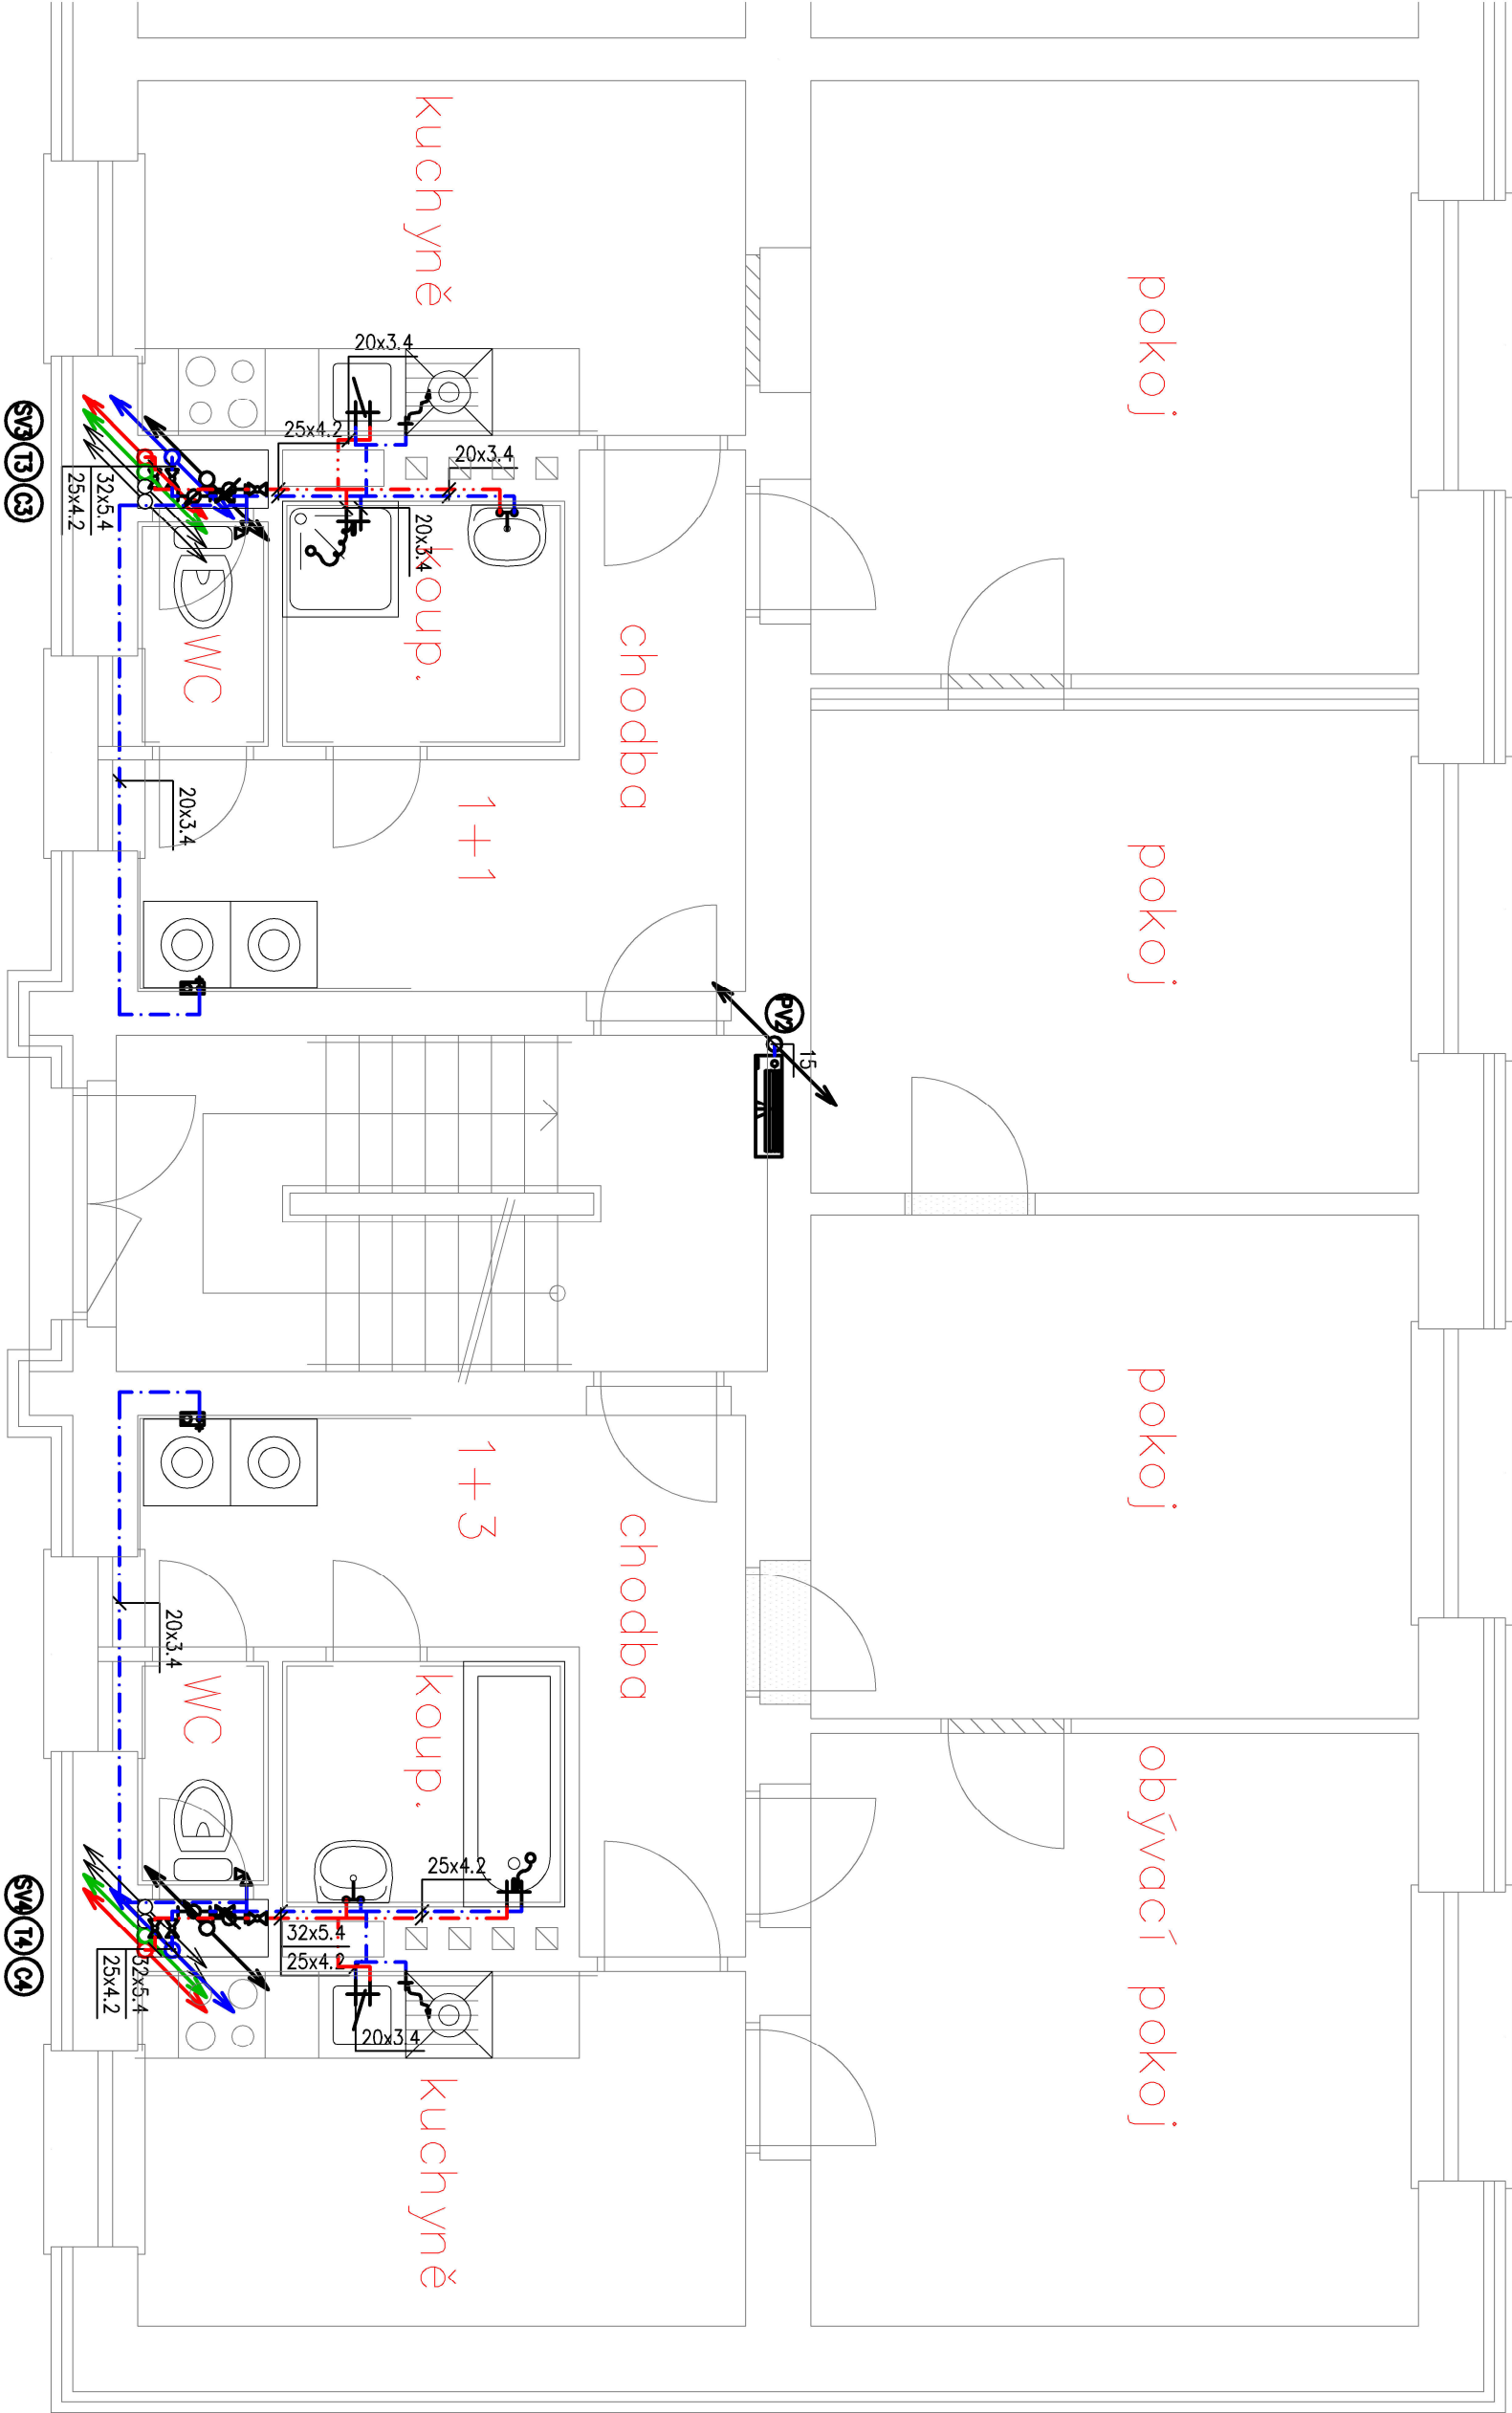 kuchyně
pokoj
20x3.4
25x4.2
20x3.4
SV3 T3 C3
32x5.4
25x4.2
20x3.4
koup.
WC
chodba
20x3.4
1+1
pokoj
PV2
15
1+3
chodba
pokoj
20x3.4
WC
koup.
25x4.2
obývací pokoj
SV4 T4 C4
32x5.4
25x4.2
32x5.4
25x4.2
20x3.4
kuchyně